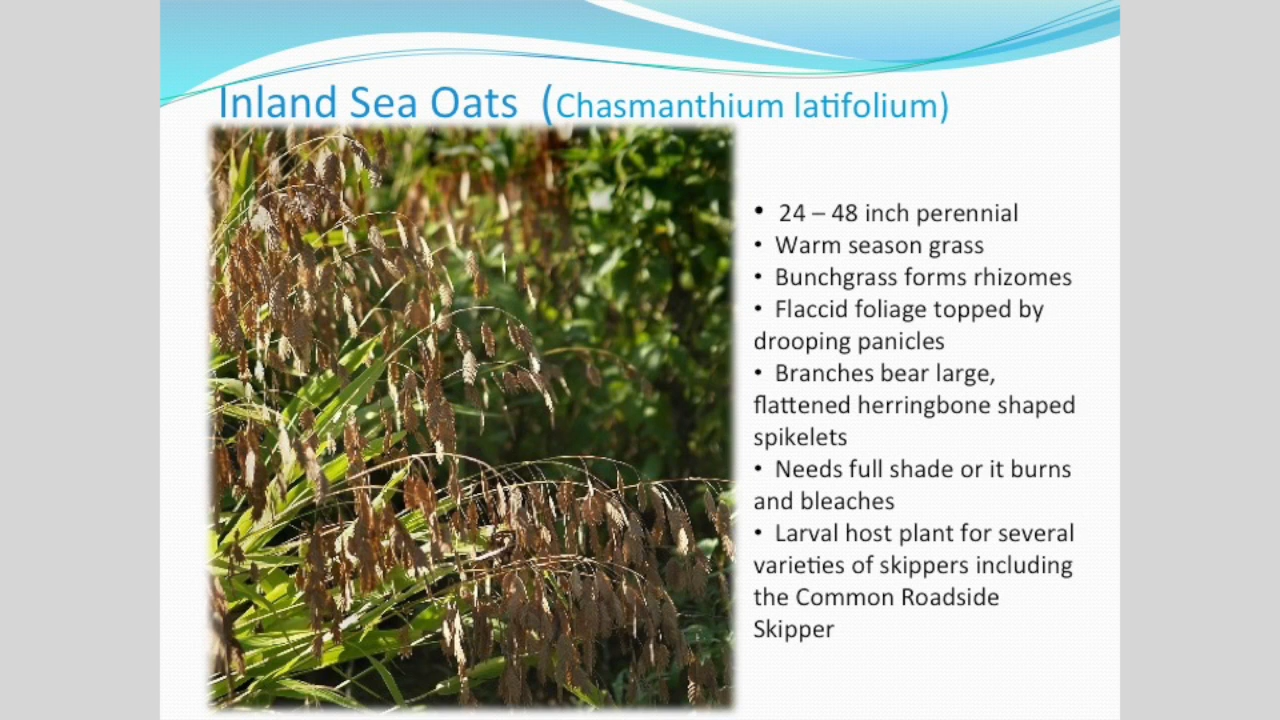 Inland Sea Oats (Chasmanthium latifolium)
• 24 – 48 inch perennial
• Warm season grass
• Bunchgrass forms rhizomes
• Flaccid foliage topped by
drooping panicles
• Branches bear large,
flattened herringbone shaped
spikelets
• Needs full shade or it burns
and bleaches
• Larval host plant for several
varieties of skippers including
the Common Roadside
Skipper